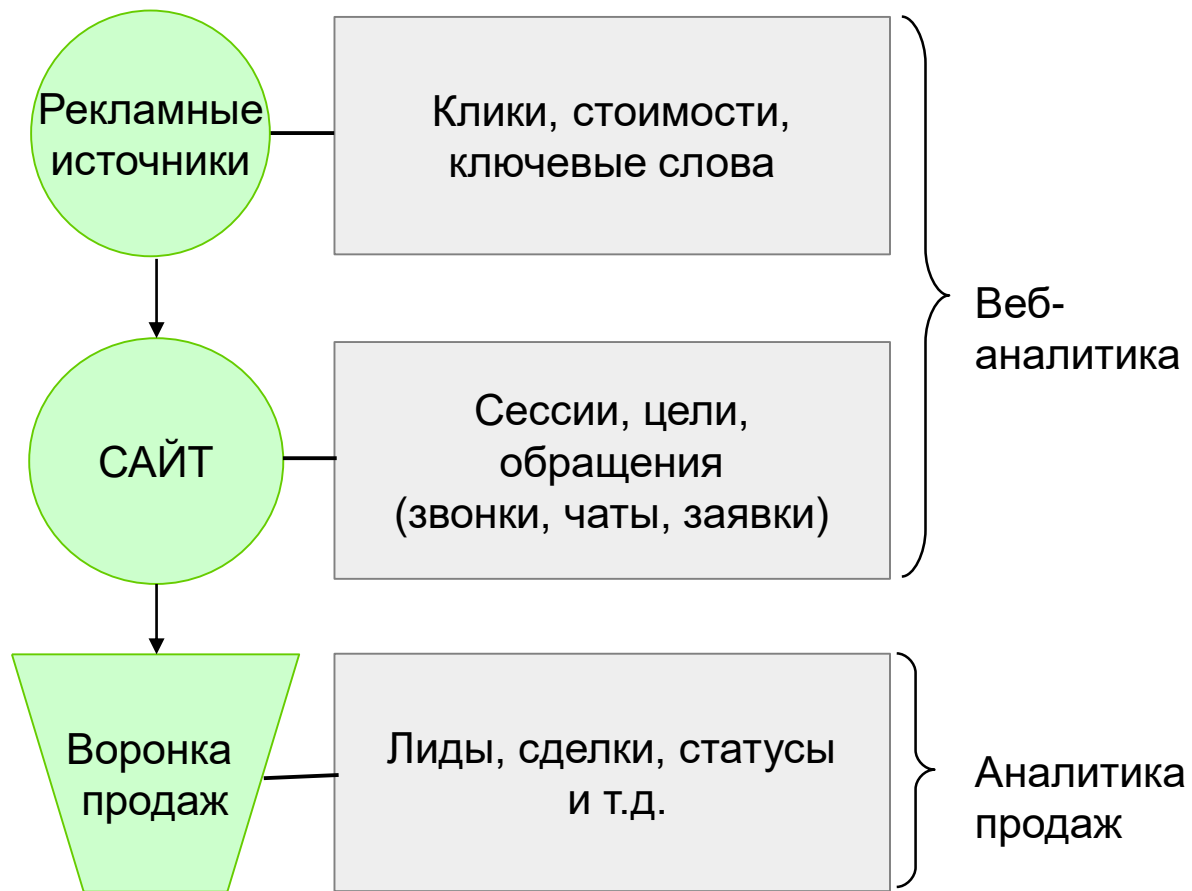 Рекламные
источники
Клики, стоимости,
ключевые слова
Веб-
аналитика
САЙТ
Сессии, цели,
обращения
(звонки, чаты, заявки)
Воронка
продаж
Лиды, сделки, статусы
и т.д.
Аналитика
продаж